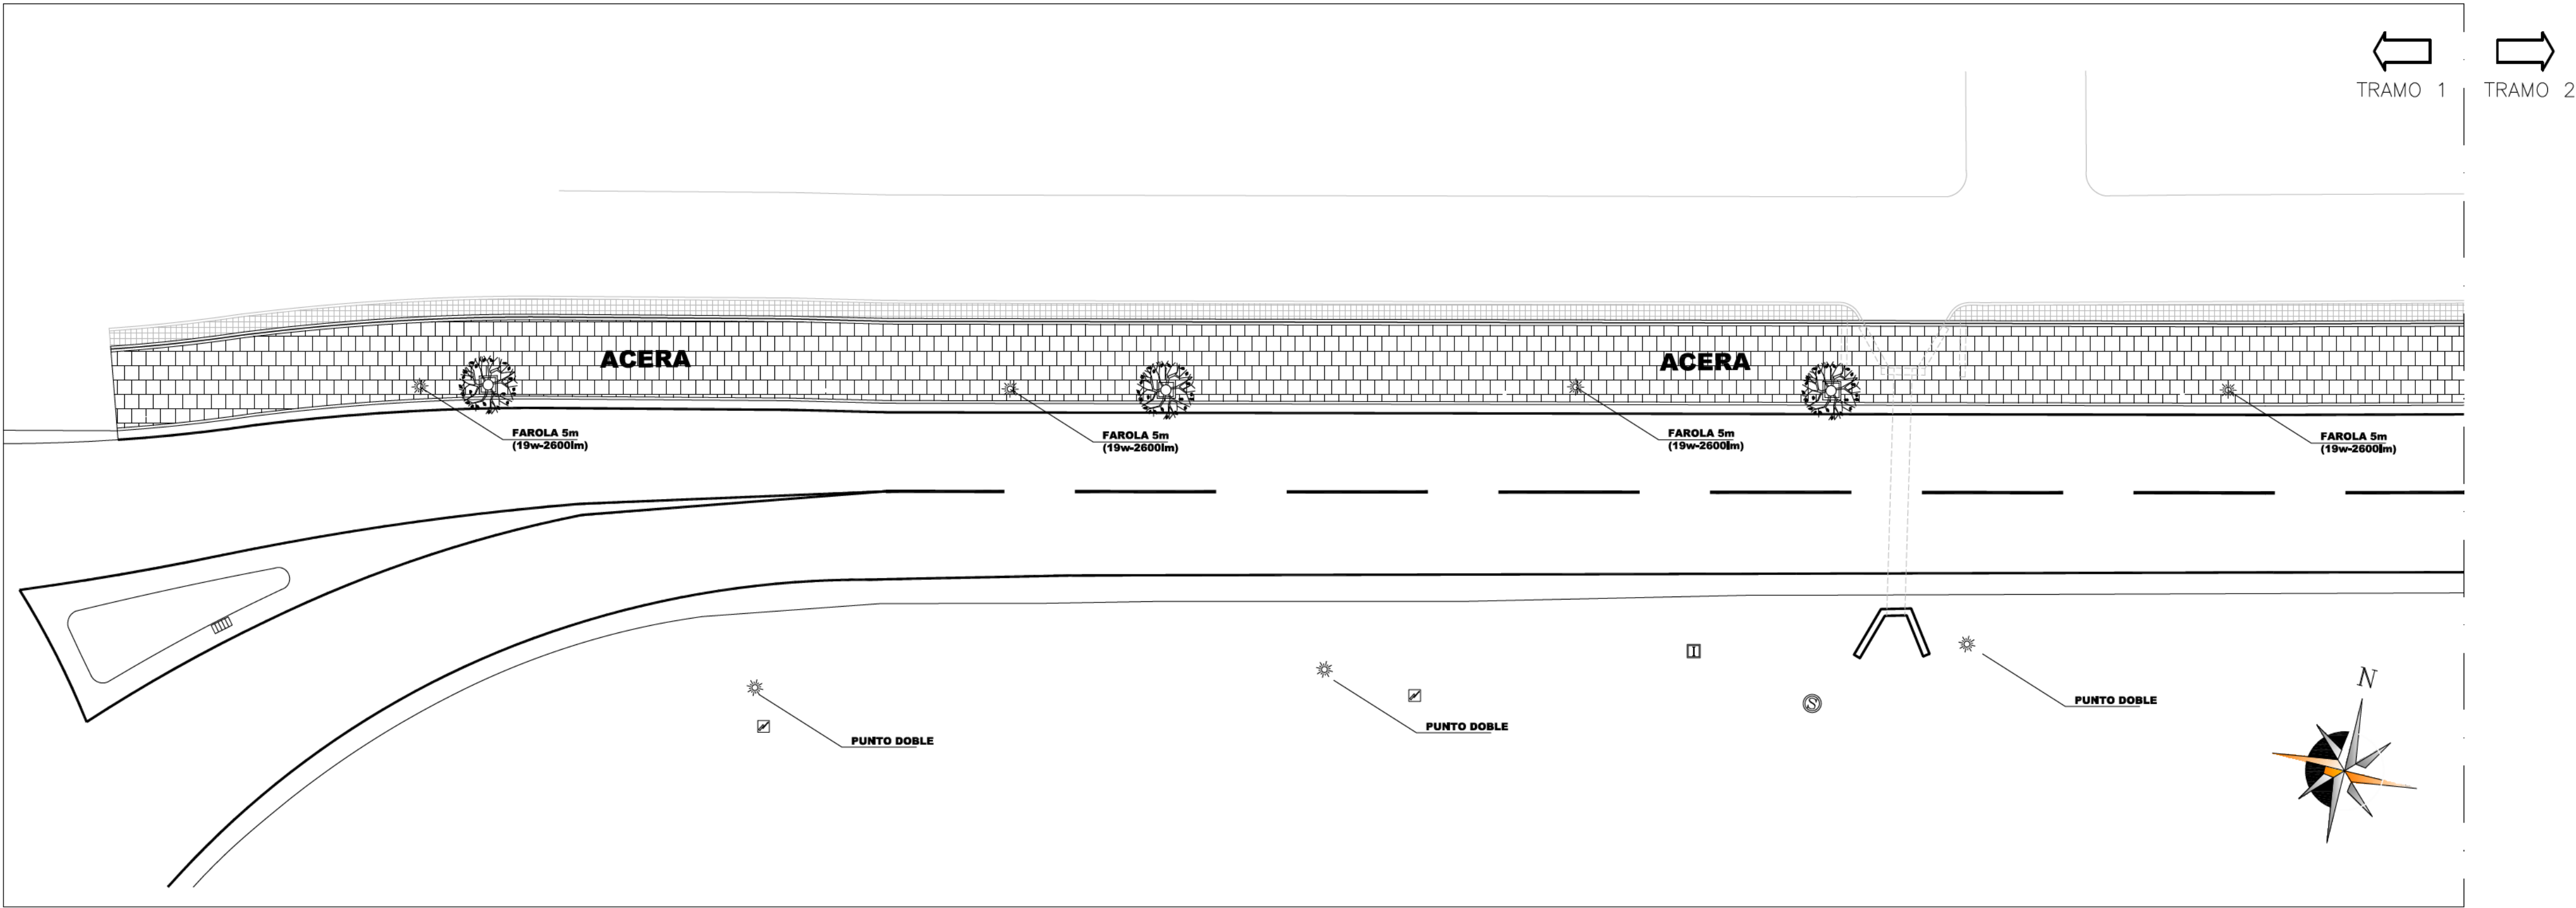 TRAMO 1
TRAMO 2
ACERA
ACERA
FAROLA 5m
(19w-2600lm)
FAROLA 5m
(19w-2600lm)
FAROLA 5m
(19w-2600lm)
FAROLA 5m
(19w-2600lm)
I
S
N
PUNTO DOBLE
PUNTO DOBLE
PUNTO DOBLE